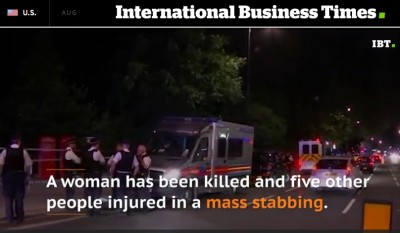 International Business Times.
U.S.
AUG
IBT.
A woman has been killed and five other
people injured in a mass stabbing.